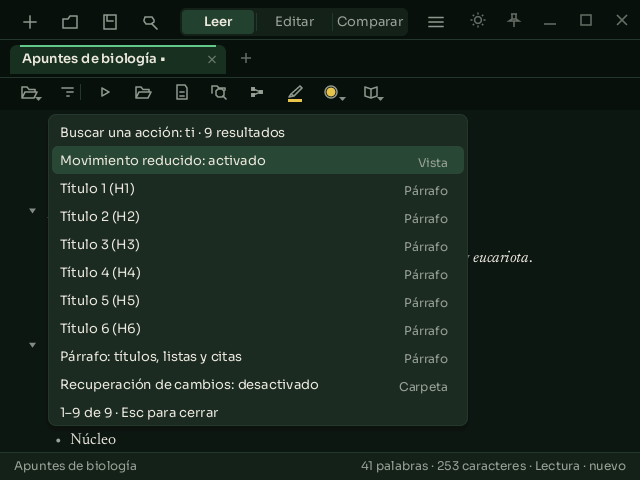 Leer Editar Comparar
Apuntes de biología •
Buscar una acción: ti · 9 resultados
Movimiento reducido: activado Vista
Título 1 (H1) Párrafo
Título 2 (H2) Párrafo
eucariota.
Título 3 (H3) Párrafo
Título 4 (H4) Párrafo
Título 5 (H5) Párrafo
Título 6 (H6) Párrafo
Párrafo: títulos, listas y citas Párrafo
Recuperación de cambios: desactivado Carpeta
1–9 de 9 · Esc para cerrar
• Núcleo
Apuntes de biología 41 palabras · 253 caracteres · Lectura · nuevo